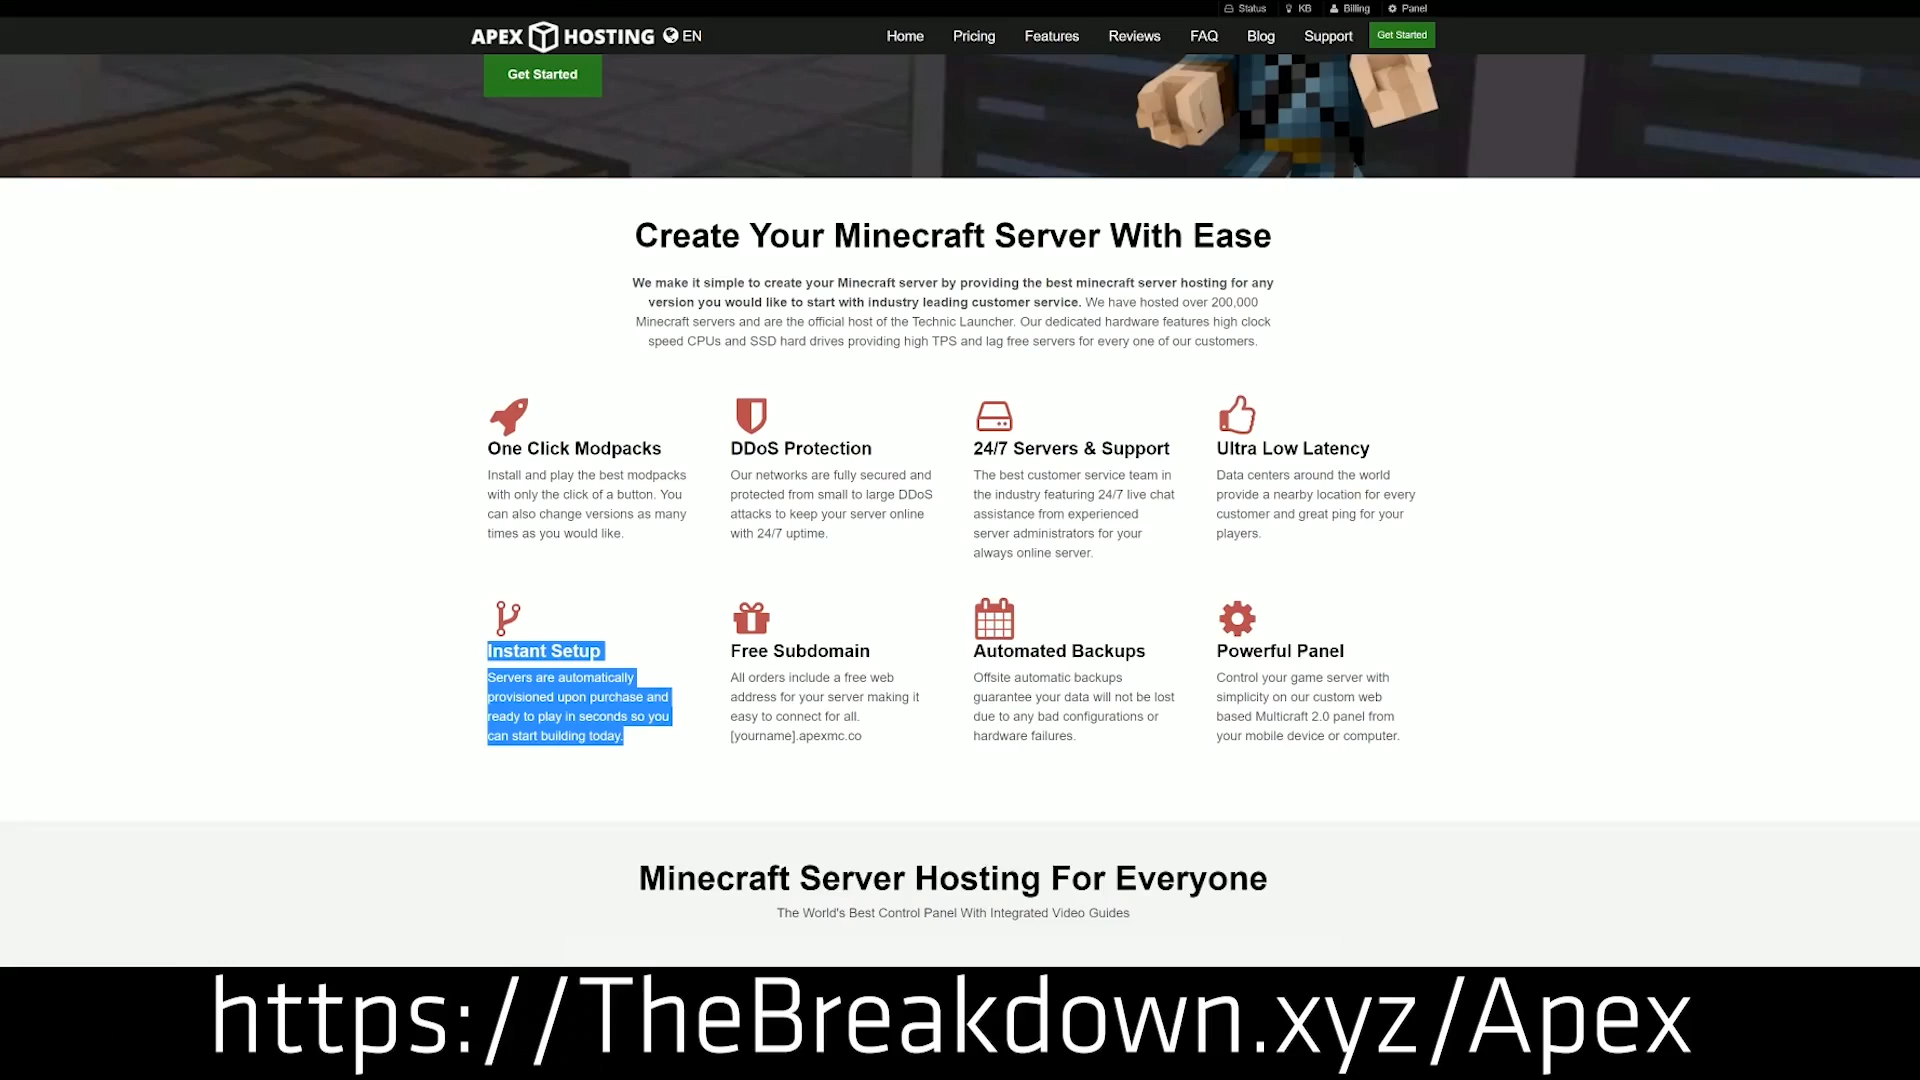 Status KB Billing Panel
APEX HOSTING EN Home Pricing Features Reviews FAQ Blog Support Get Started
Get Started
Create Your Minecraft Server With Ease
We make it simple to create your Minecraft server by providing the best minecraft server hosting for any
version you would like to start with industry leading customer service. We have hosted over 200,000
Minecraft servers and are the official host of the Technic Launcher. Our dedicated hardware features high clock
speed CPUs and SSD hard drives providing high TPS and lag free servers for every one of our customers.
One Click Modpacks
Install and play the best modpacks
with only the click of a button. You
can also change versions as many
times as you would like.
DDoS Protection
Our networks are fully secured and
protected from small to large DDoS
attacks to keep your server online
with 24/7 uptime.
24/7 Servers & Support
The best customer service team in
the industry featuring 24/7 live chat
assistance from experienced
server administrators for your
always online server.
Ultra Low Latency
Data centers around the world
provide a nearby location for every
customer and great ping for your
players.
Instant Setup
Servers are automatically
provisioned upon purchase and
ready to play in seconds so you
can start building today.
Free Subdomain
All orders include a free web
address for your server making it
easy to connect for all.
[yourname].apexmc.co
Automated Backups
Offsite automatic backups
guarantee your data will not be lost
due to any bad configurations or
hardware failures.
Powerful Panel
Control your game server with
simplicity on our custom web
based Multicraft 2.0 panel from
your mobile device or computer.
Minecraft Server Hosting For Everyone
The World's Best Control Panel With Integrated Video Guides
https://TheBreakdown.xyz/Apex